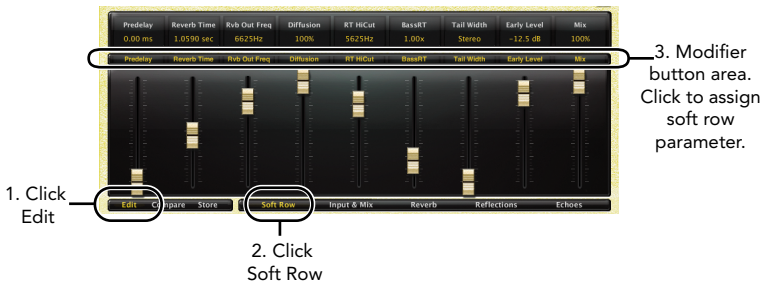 Predelay Reverb Time Rvb Out Freq Diffusion RT HiCut BassRT Tail Width Early Level Mix
0.00 ms 1.0590 sec 6625Hz 100% 5625Hz 1.00x Stereo -12.5 dB 100%
Predelay Reverb Time Rvb Out Freq Diffusion RT HiCut BassRT Tail Width Early Level Mix
3. Modifier
button area.
Click to assign
soft row
parameter.
1. Click
Edit
Edit Compare Store Soft Row Input & Mix Reverb Reflections Echoes
2. Click
Soft Row